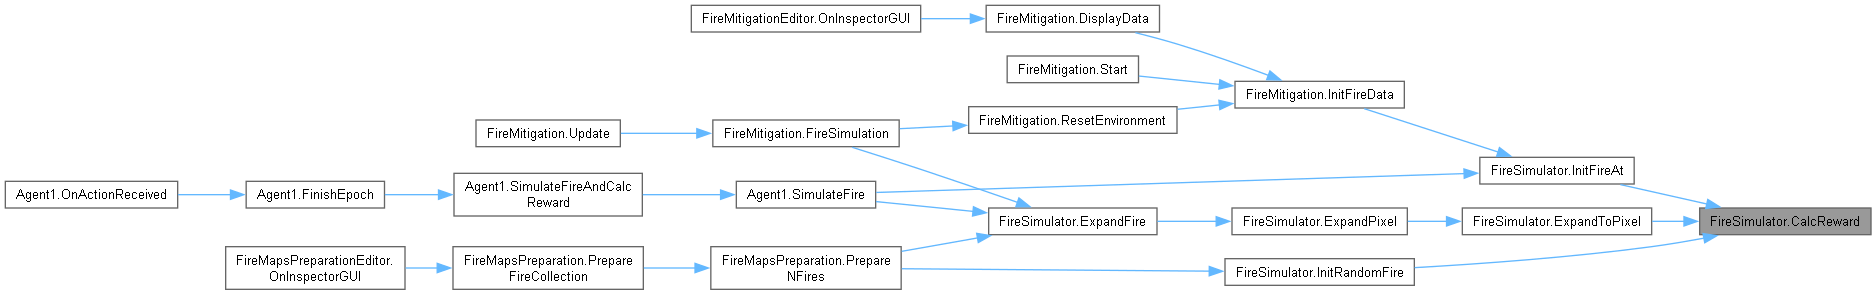 FireMitigationEditor.OnInspectorGUI
FireMitigation.DisplayData
FireMitigation.Start
FireMitigation.InitFireData
FireMitigation.Update
FireMitigation.FireSimulation
FireMitigation.ResetEnvironment
FireSimulator.InitFireAt
Agent1.OnActionReceived
Agent1.FinishEpoch
Agent1.SimulateFireAndCalc
Reward
Agent1.SimulateFire
FireSimulator.ExpandFire
FireSimulator.ExpandPixel
FireSimulator.ExpandToPixel
FireSimulator.CalcReward
FireMapsPreparationEditor.
OnInspectorGUI
FireMapsPreparation.Prepare
FireCollection
FireMapsPreparation.Prepare
NFires
FireSimulator.InitRandomFire